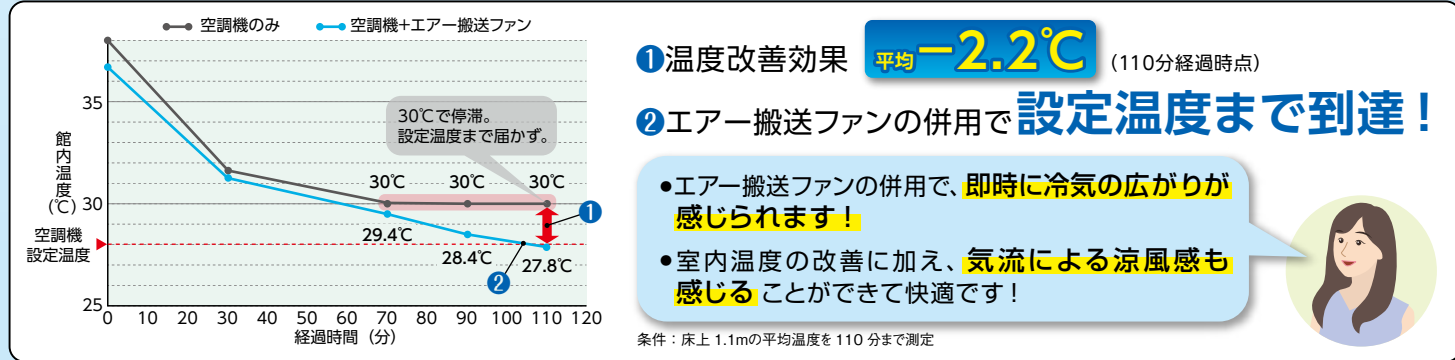 空調機のみ
空調機+エアー搬送ファン
35
30
25
館内温度
(℃)
空調機
設定温度
30℃で停滞。
設定温度まで届かず。
30℃
30℃
30℃
29.4℃
28.4℃
27.8℃
❶
❷
0 10 20 30 40 50 60 70 80 90 100 110 120
経過時間（分）
❶温度改善効果 平均−2.2℃（110分経過時点）
❷エアー搬送ファンの併用で設定温度まで到達！
●エアー搬送ファンの併用で、即時に冷気の広がりが
感じられます！
●室内温度の改善に加え、気流による涼風感も
感じることができて快適です！
条件：床上 1.1mの平均温度を 110 分まで測定